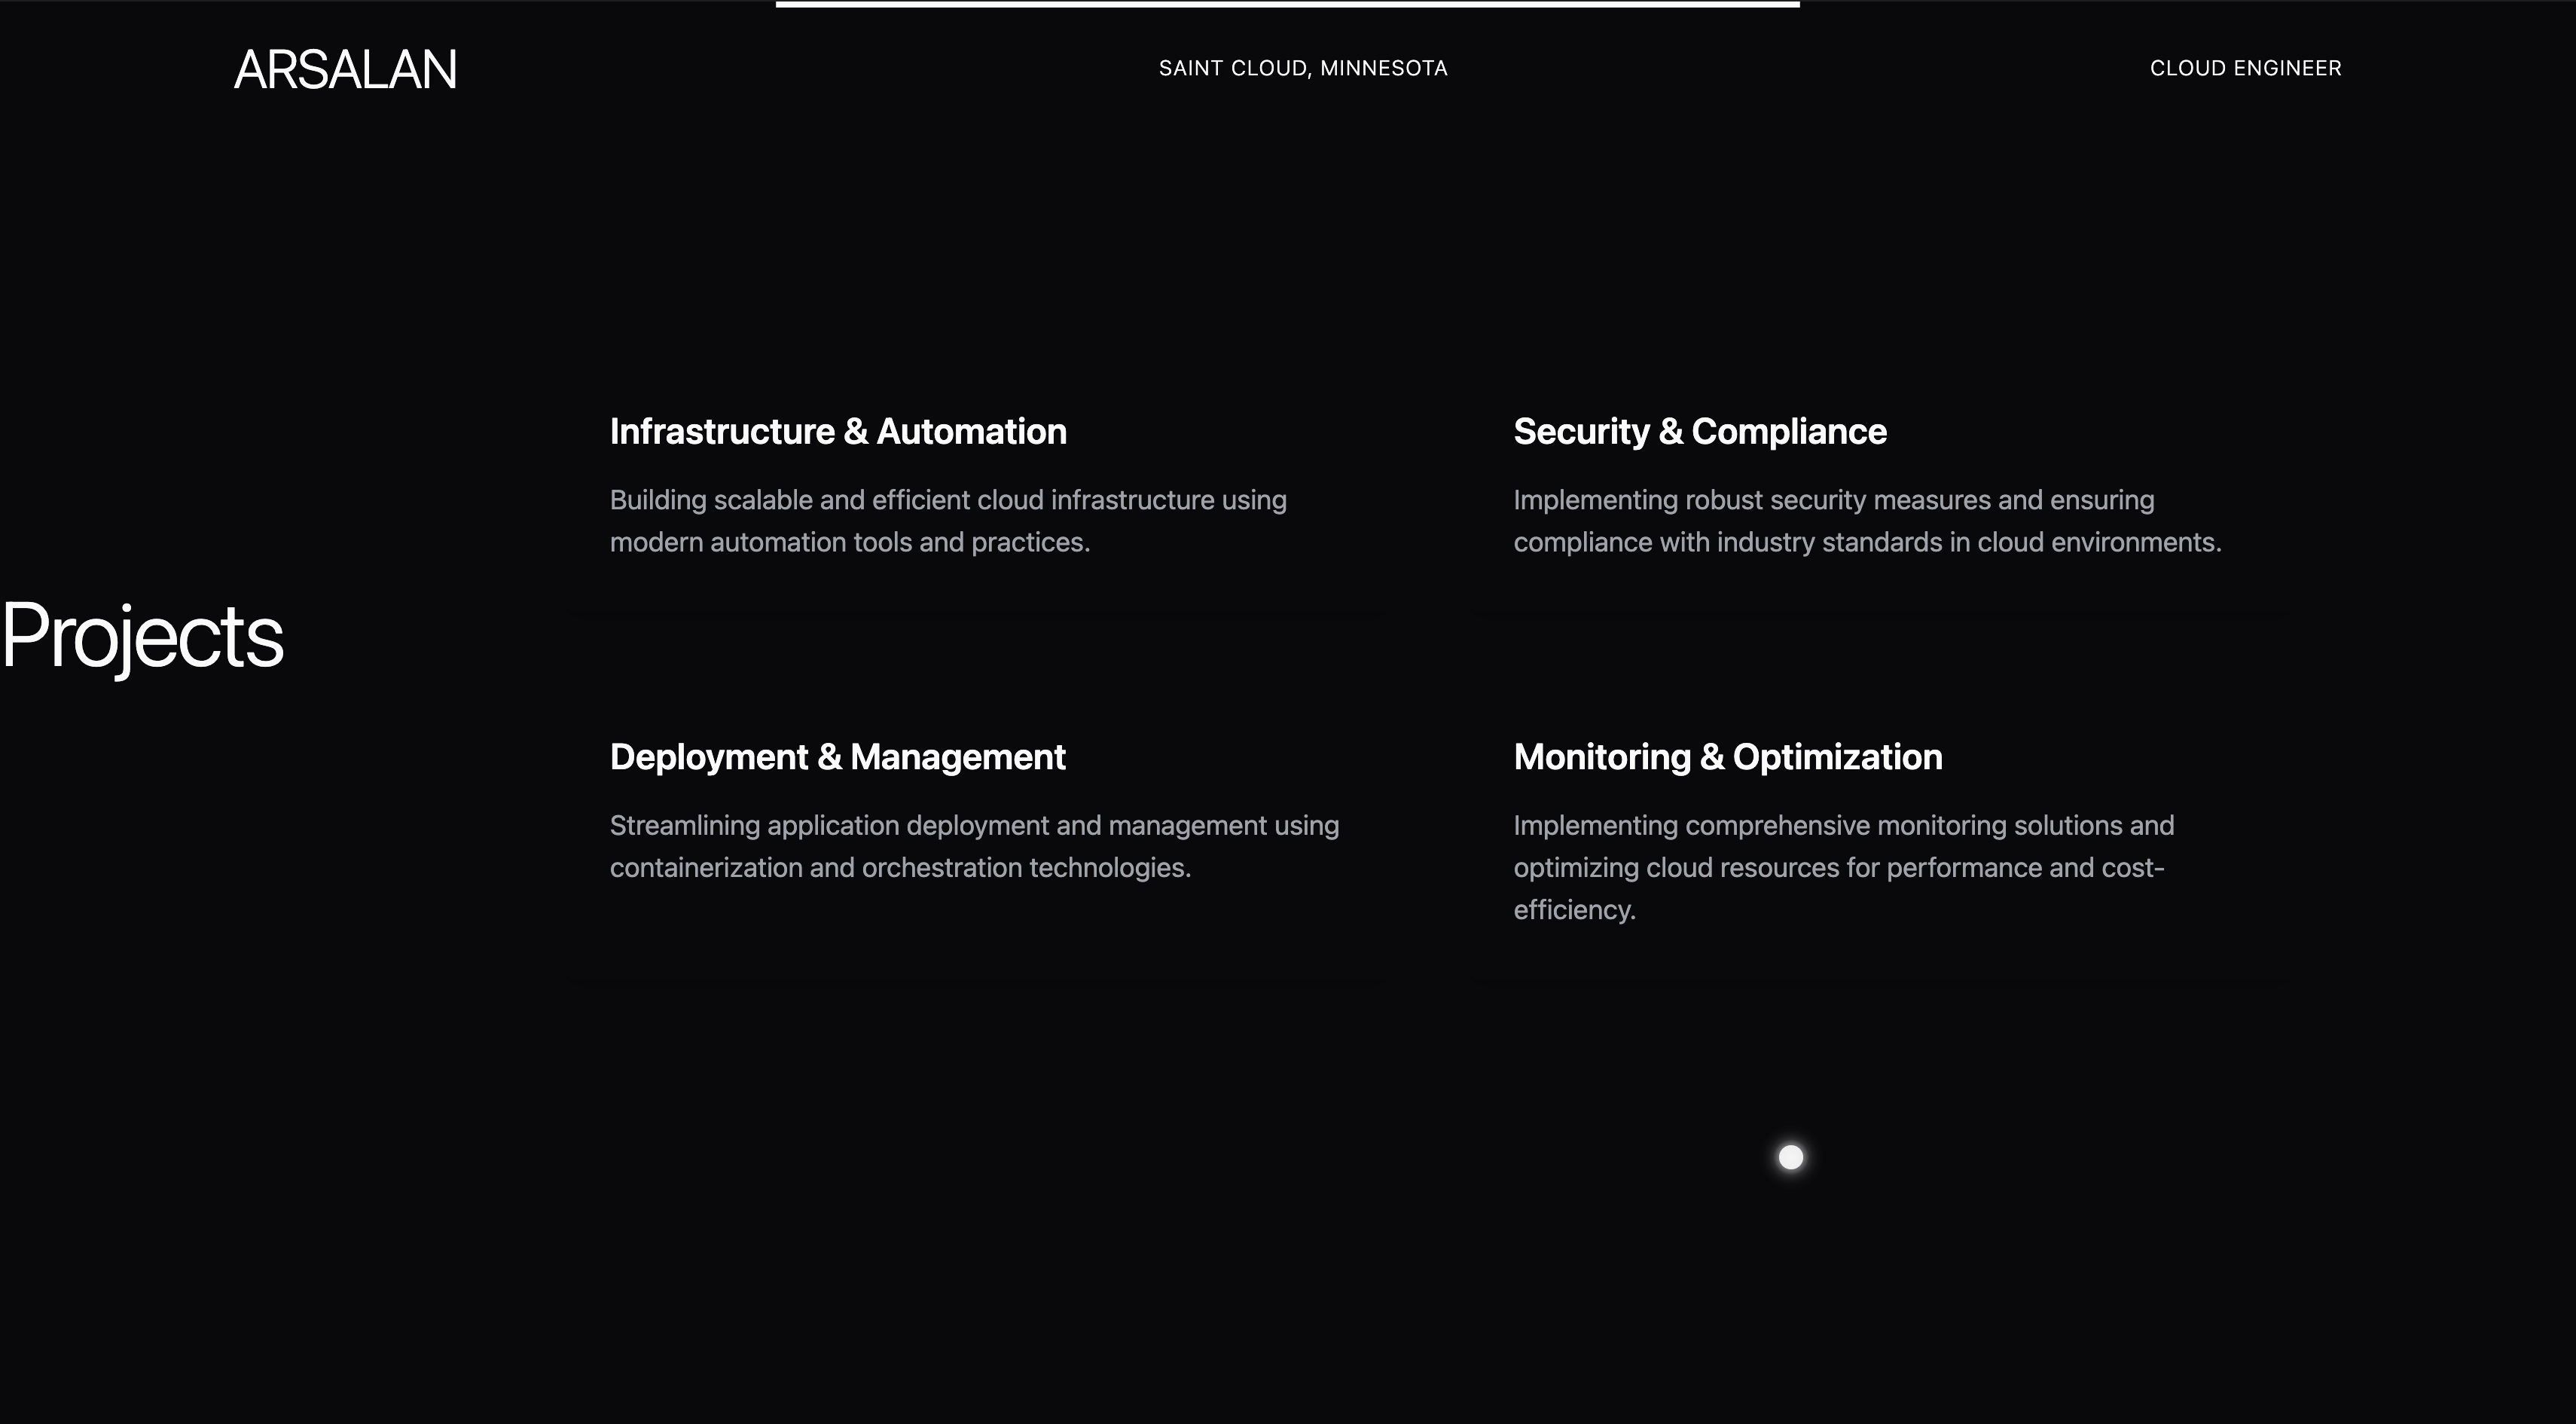 ARSALAN
SAINT CLOUD, MINNESOTA
CLOUD ENGINEER
Projects
Infrastructure & Automation
Building scalable and efficient cloud infrastructure using
modern automation tools and practices.
Security & Compliance
Implementing robust security measures and ensuring
compliance with industry standards in cloud environments.
Deployment & Management
Streamlining application deployment and management using
containerization and orchestration technologies.
Monitoring & Optimization
Implementing comprehensive monitoring solutions and
optimizing cloud resources for performance and cost-
efficiency.